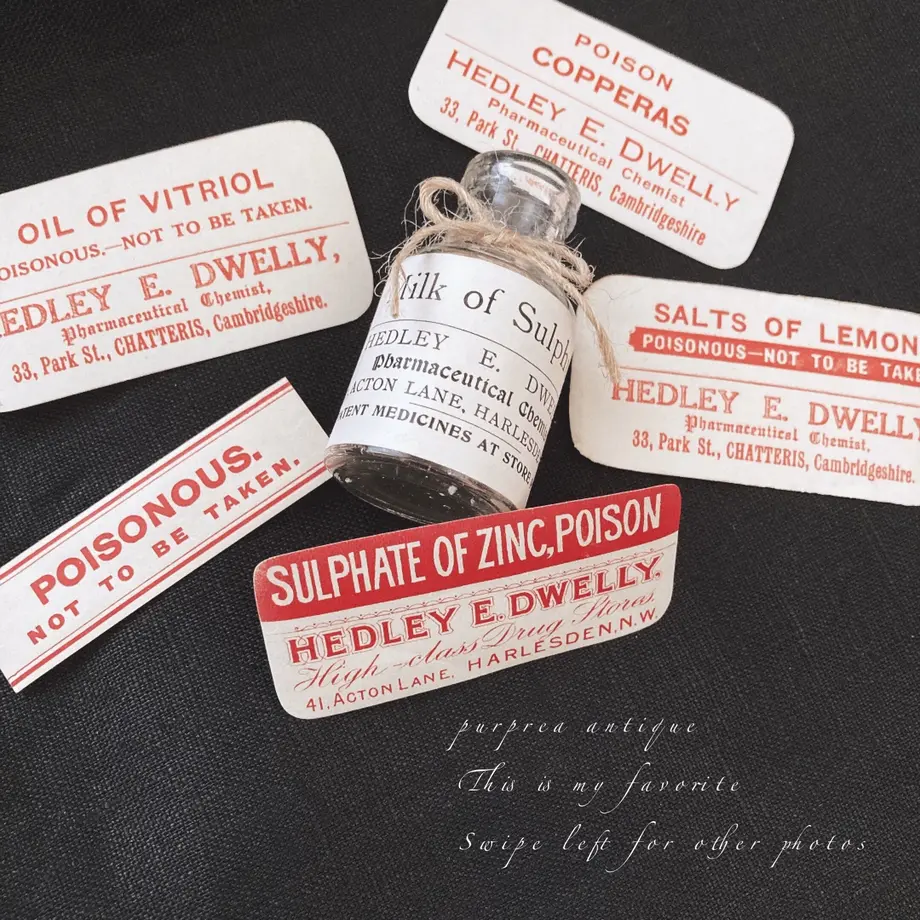 POISON
COPPERAS
HEDLEY E. DWELLY
Pharmaceutical Chemist
33, Park St., CHATTERIS, Cambridgeshire
OIL OF VITRIOL
POISONOUS.—NOT TO BE TAKEN.
HEDLEY E. DWELLY,
Pharmaceutical Chemist,
33, Park St., CHATTERIS, Cambridgeshire.
Milk of Sulph
HEDLEY E. DWE
Pharmaceutical Chem
ACTON LANE, HARLESD
PATENT MEDICINES AT STORE
SALTS OF LEMON
POISONOUS—NOT TO BE TAKE
HEDLEY E. DWELLY
Pharmaceutical Chemist,
33, Park St., CHATTERIS, Cambridgeshire.
POISONOUS.
NOT TO BE TAKEN.
SULPHATE OF ZINC, POISON
HEDLEY E. DWELLY,
High-class Drug Stores,
41, ACTON LANE, HARLESDEN, N.W.
purprea antique
This is my favorite
Swipe left for other photos